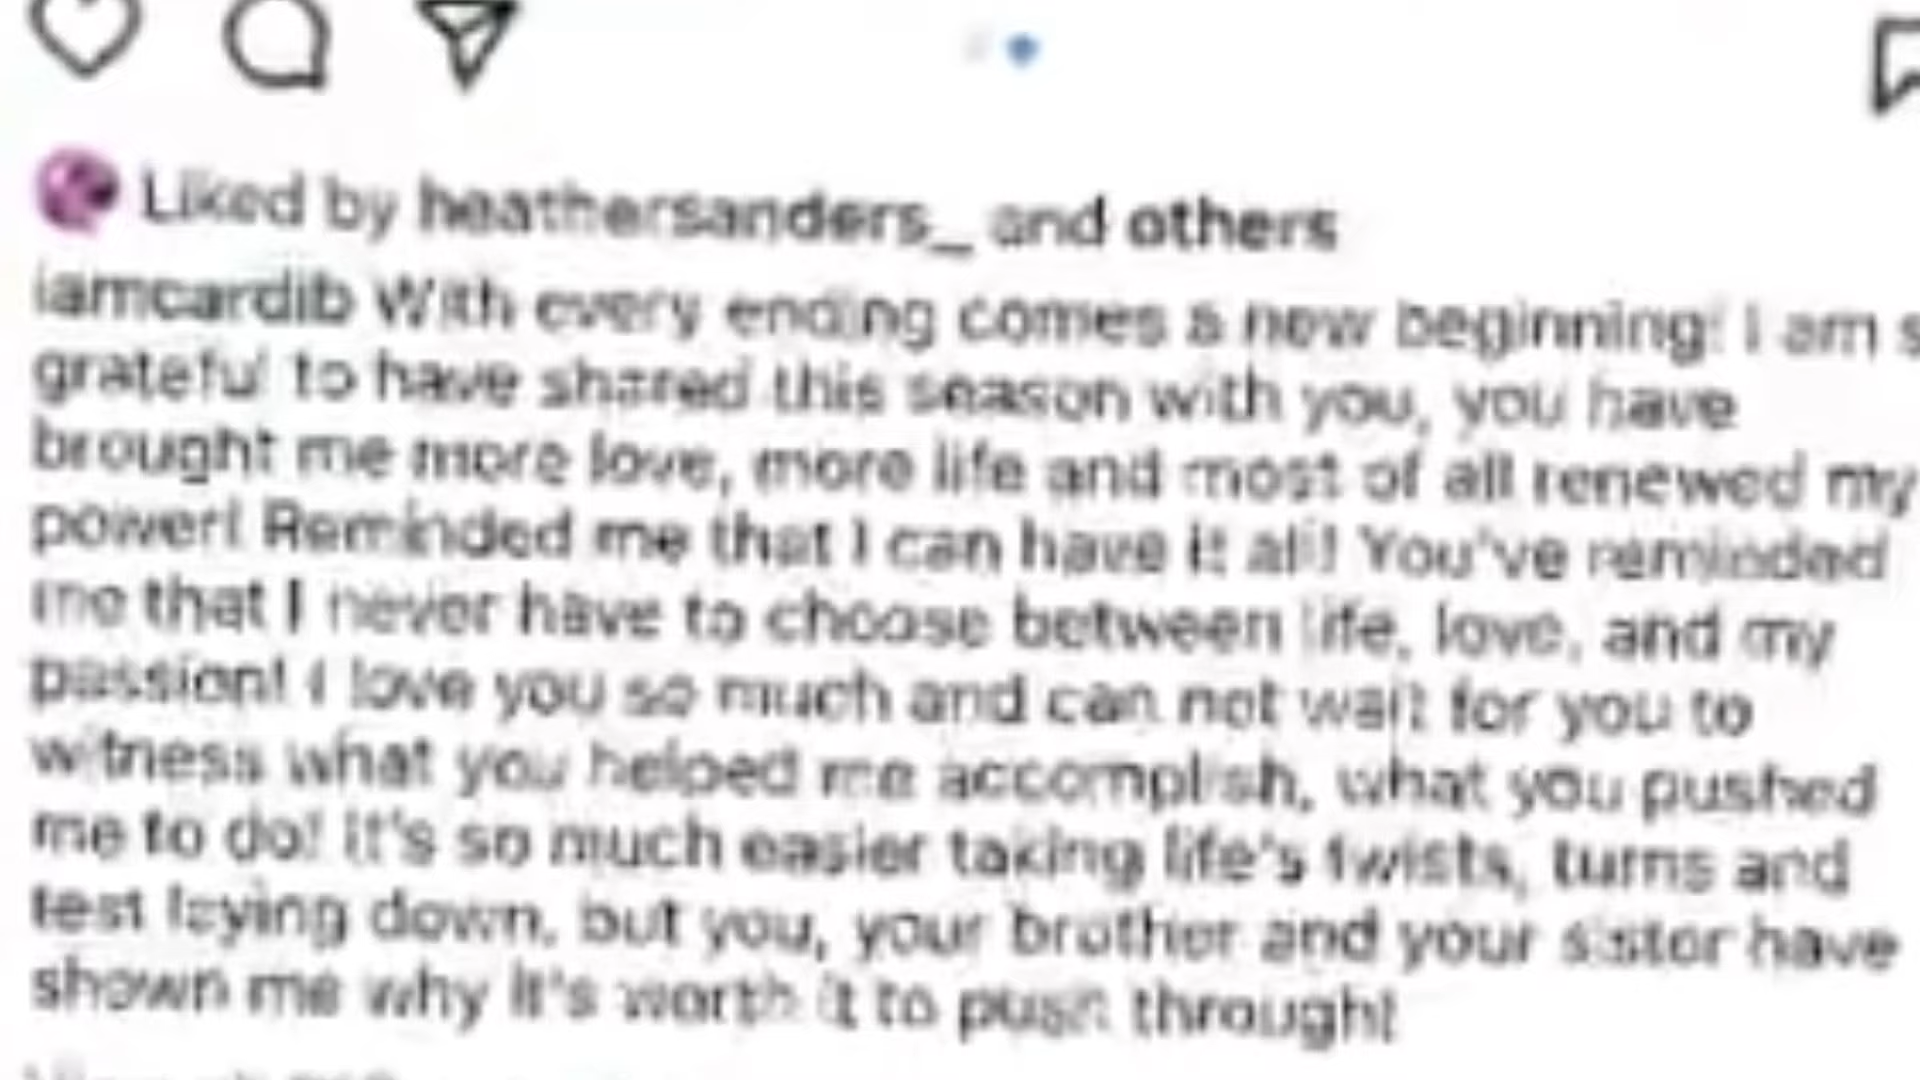 Liked by heathersanders_ and others
iamcardib With every ending comes a new beginning! I am s
grateful to have shared this season with you, you have
brought me more love, more life and most of all renewed my
power! Reminded me that I can have it all! You've reminded
me that I never have to choose between life, love, and my
passion! I love you so much and can not wait for you to
witness what you helped me accomplish, what you pushed
me to do! It's so much easier taking life's twists, turns and
test laying down, but you, your brother and your sister have
shown me why it's worth it to push through!